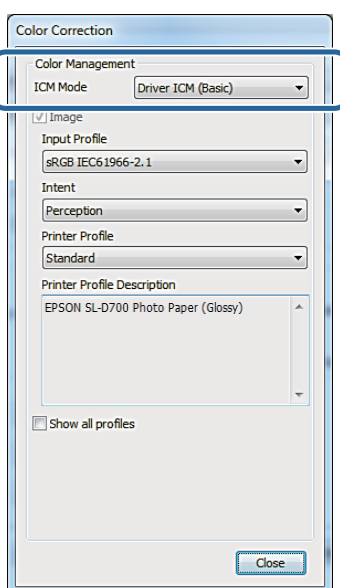 Color Correction
Color Management
ICM Mode Driver ICM (Basic)
Image
Input Profile
sRGB IEC61966-2.1
Intent
Perception
Printer Profile
Standard
Printer Profile Description
EPSON SL-D700 Photo Paper (Glossy)
Show all profiles
Close